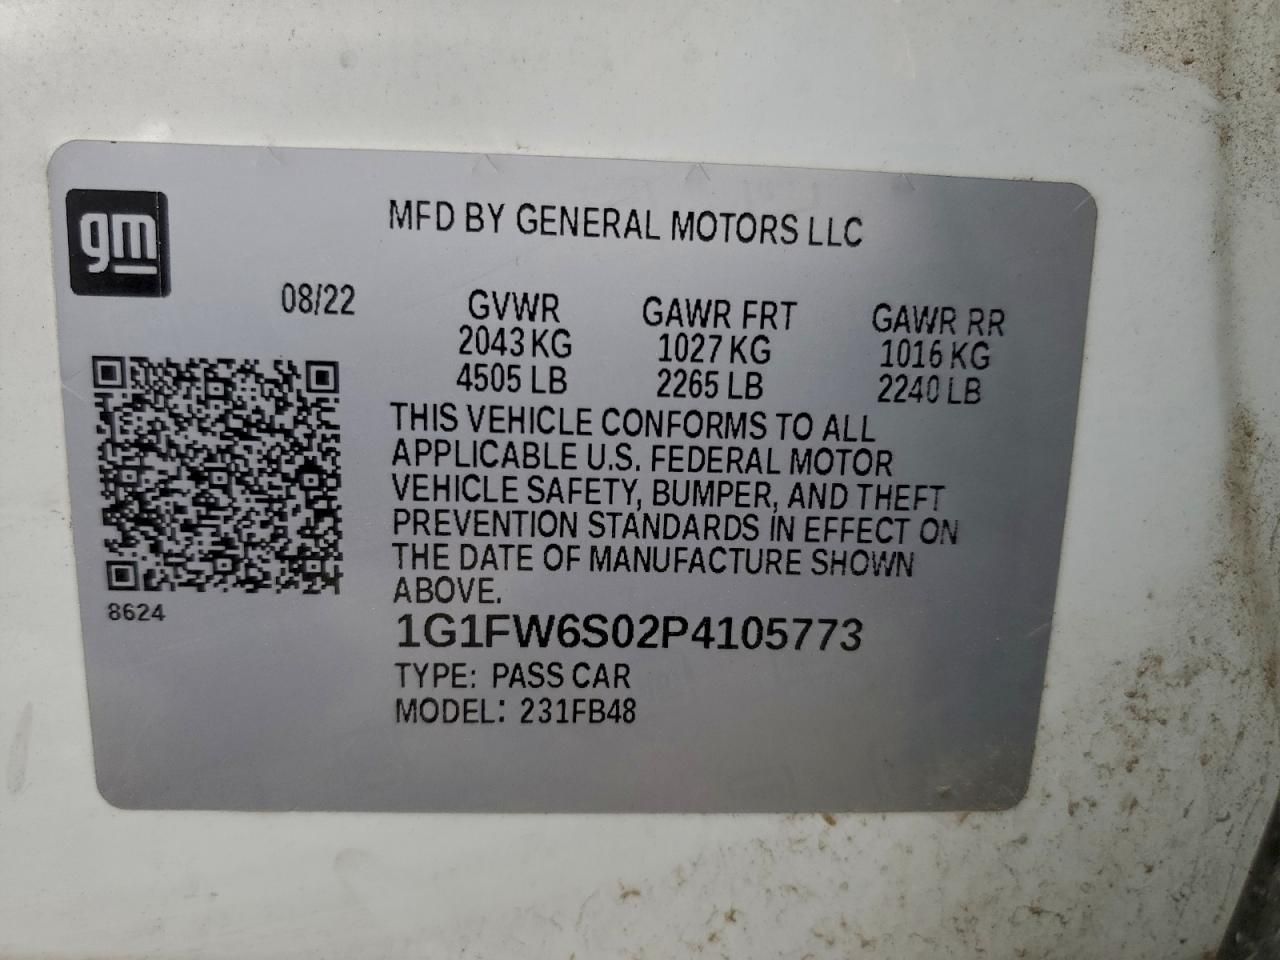 gm
MFD BY GENERAL MOTORS LLC
08/22
GVWR GAWR FRT GAWR RR
2043 KG 1027 KG 1016 KG
4505 LB 2265 LB 2240 LB
THIS VEHICLE CONFORMS TO ALL
APPLICABLE U.S. FEDERAL MOTOR
VEHICLE SAFETY, BUMPER, AND THEFT
PREVENTION STANDARDS IN EFFECT ON
THE DATE OF MANUFACTURE SHOWN
ABOVE.
8624
1G1FW6S02P4105773
TYPE: PASS CAR
MODEL: 231FB48